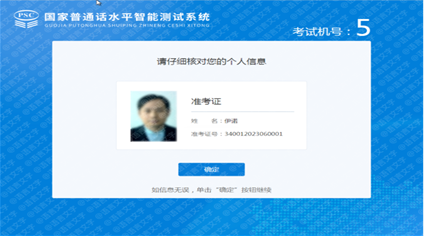 PSC
国家普通话水平智能测试系统
GUOJIA PUTONGHUA SHUIPING ZHINENG CESHI XITONG
考试机号：5
请仔细核对您的个人信息
准考证
姓　名：伊诺
准考证号：340012023060001
确定
如信息无误，单击“确定”按钮继续